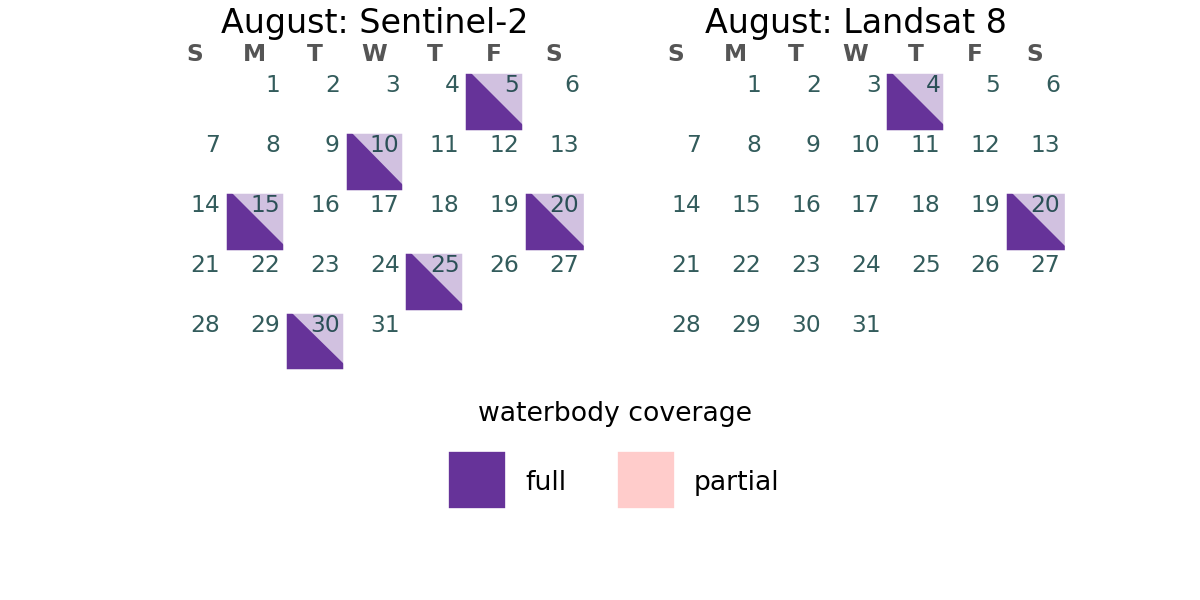 August: Sentinel-2
S M T W T F S
1 2 3 4 5 6
7 8 9 10 11 12 13
14 15 16 17 18 19 20
21 22 23 24 25 26 27
28 29 30 31
August: Landsat 8
S M T W T F S
1 2 3 4 5 6
7 8 9 10 11 12 13
14 15 16 17 18 19 20
21 22 23 24 25 26 27
28 29 30 31
waterbody coverage
full partial